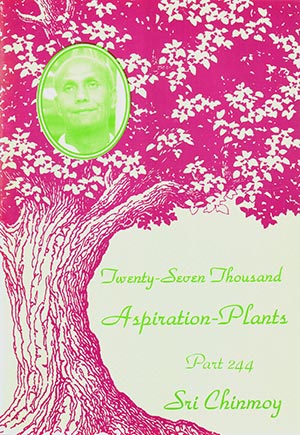 Twenty-Seven Thousand
Aspiration-Plants
Part 244
Sri Chinmoy